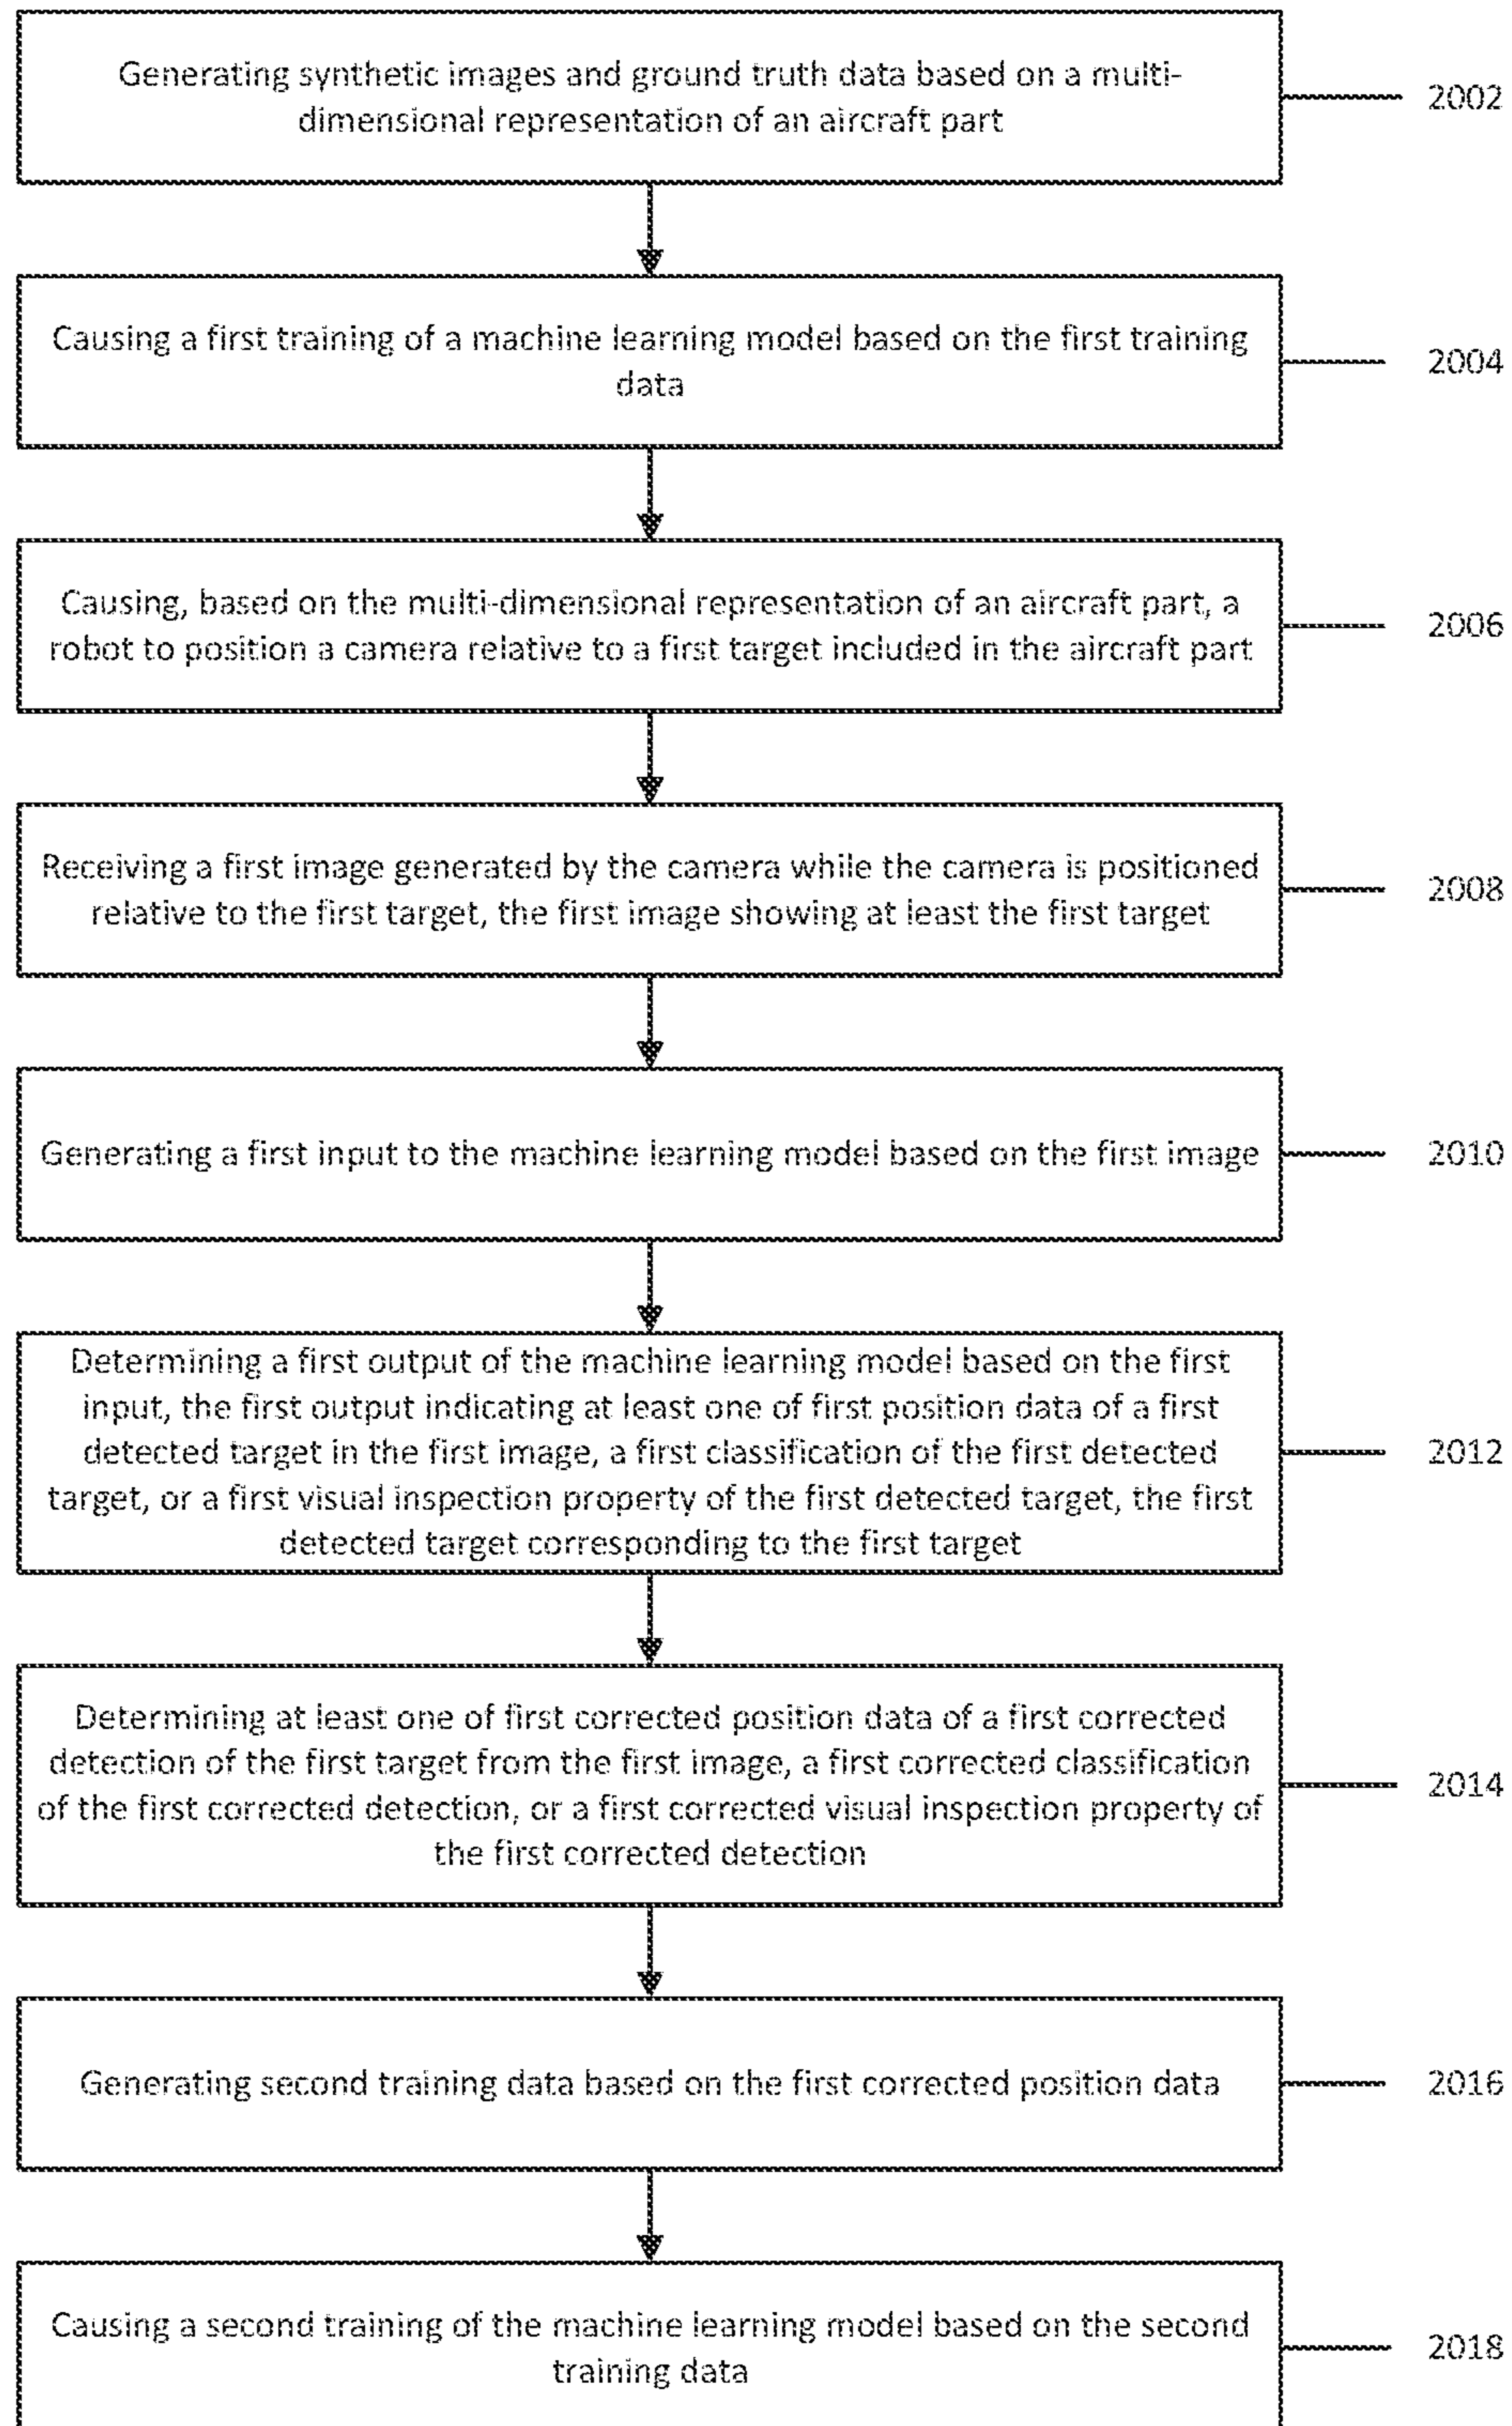 Generating synthetic images and ground truth data based on a multi-
dimensional representation of an aircraft part
2002
Causing a first training of a machine learning model based on the first training
data
2004
Causing, based on the multi-dimensional representation of an aircraft part, a
robot to position a camera relative to a first target included in the aircraft part
2006
Receiving a first image generated by the camera while the camera is positioned
relative to the first target, the first image showing at least the first target
2008
Generating a first input to the machine learning model based on the first image
2010
Determining a first output of the machine learning model based on the first
input, the first output indicating at least one of first position data of a first
detected target in the first image, a first classification of the first detected
target, or a first visual inspection property of the first detected target, the first
detected target corresponding to the first target
2012
Determining at least one of first corrected position data of a first corrected
detection of the first target from the first image, a first corrected classification
of the first corrected detection, or a first corrected visual inspection property of
the first corrected detection
2014
Generating second training data based on the first corrected position data
2016
Causing a second training of the machine learning model based on the second
training data
2018